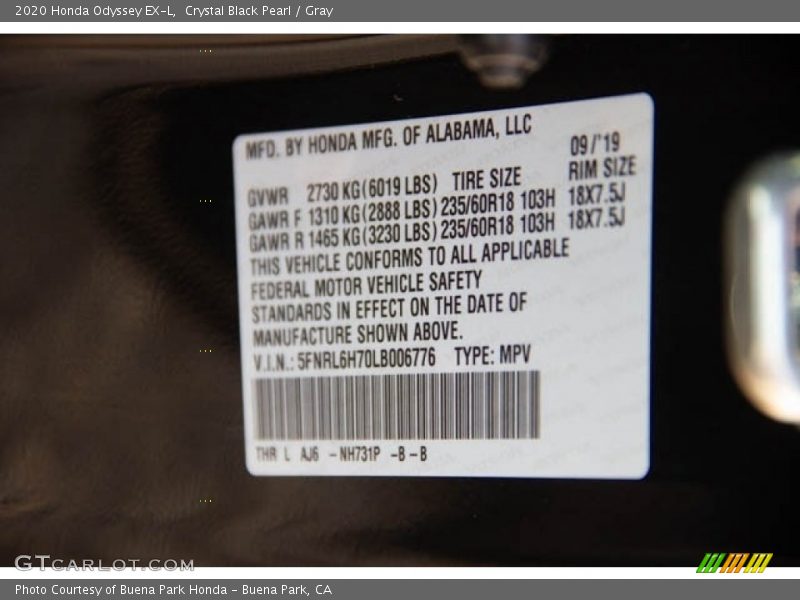 2020 Honda Odyssey EX-L, Crystal Black Pearl / Gray
MFD. BY HONDA MFG. OF ALABAMA, LLC
09/'19
GVWR 2730 KG(6019 LBS) TIRE SIZE RIM SIZE
GAWR F 1310 KG(2888 LBS) 235/60R18 103H 18X7.5J
GAWR R 1465 KG(3230 LBS) 235/60R18 103H 18X7.5J
THIS VEHICLE CONFORMS TO ALL APPLICABLE
FEDERAL MOTOR VEHICLE SAFETY
STANDARDS IN EFFECT ON THE DATE OF
MANUFACTURE SHOWN ABOVE.
V.I.N.: 5FNRL6H70LB006776 TYPE: MPV
THR L AJ6 -NH731P -B-B
GTCARLOT.COM
Photo Courtesy of Buena Park Honda - Buena Park, CA